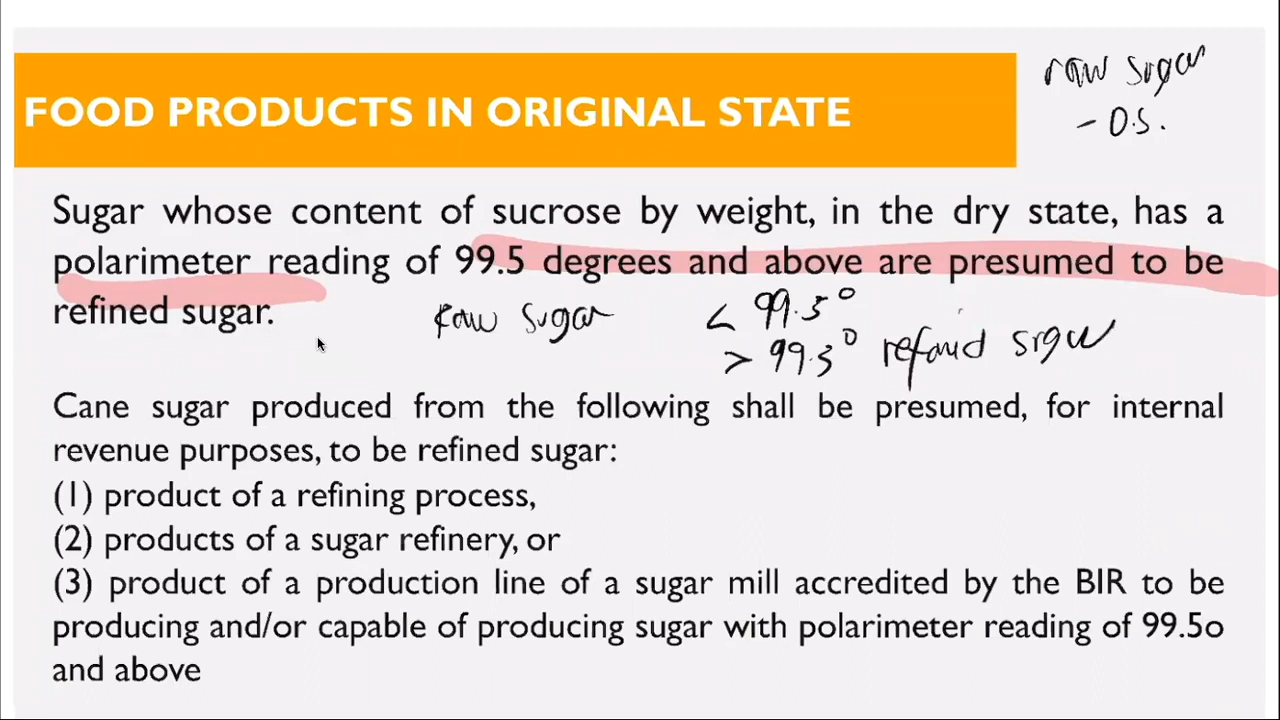 raw sugar
- O.S.
FOOD PRODUCTS IN ORIGINAL STATE
Sugar whose content of sucrose by weight, in the dry state, has a
polarimeter reading of 99.5 degrees and above are presumed to be
refined sugar.
Raw Sugar < 99.5°
> 99.5° refined sugar
Cane sugar produced from the following shall be presumed, for internal
revenue purposes, to be refined sugar:
(1) product of a refining process,
(2) products of a sugar refinery, or
(3) product of a production line of a sugar mill accredited by the BIR to be
producing and/or capable of producing sugar with polarimeter reading of 99.5o
and above